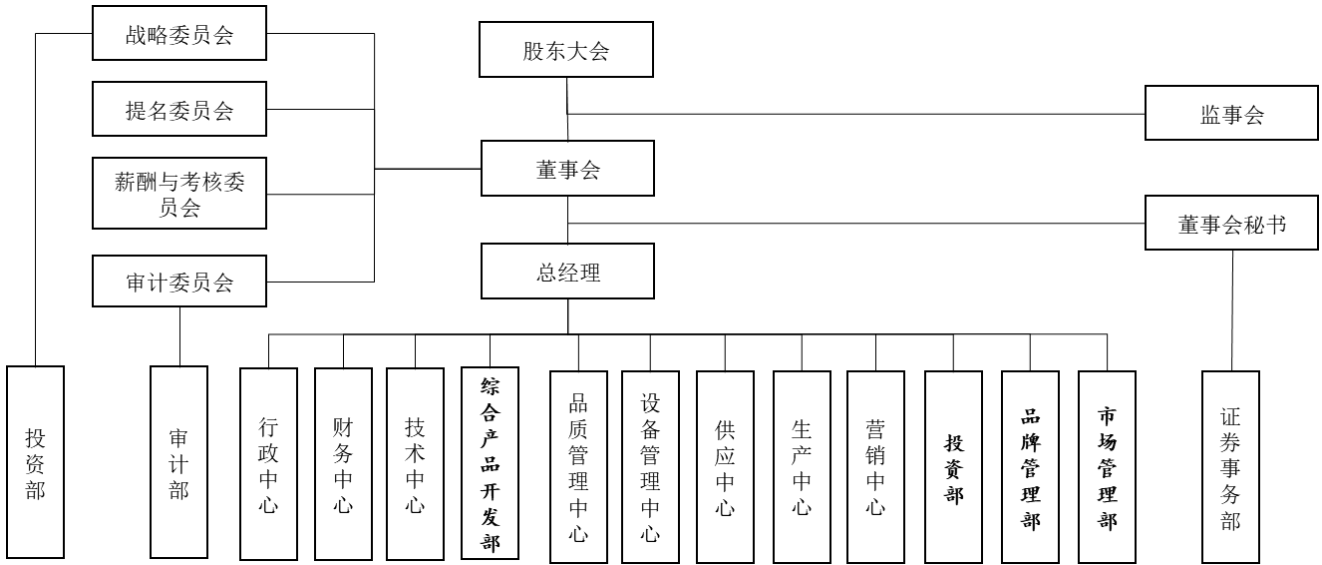 战略委员会
股东大会
提名委员会
监事会
董事会
薪酬与考核委
员会
董事会秘书
审计委员会
总经理
投资部
审计部
行政中心
财务中心
技术中心
综合产品开发部
品质管理中心
设备管理中心
供应中心
生产中心
营销中心
投资部
品牌管理部
市场管理部
证券事务部